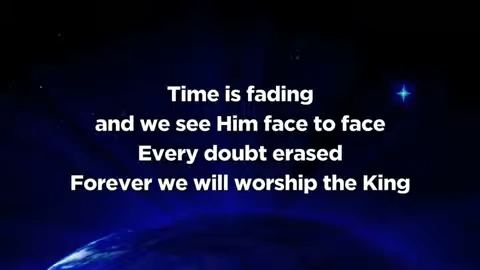 Time is fading
and we see Him face to face
Every doubt erased
Forever we will worship the King